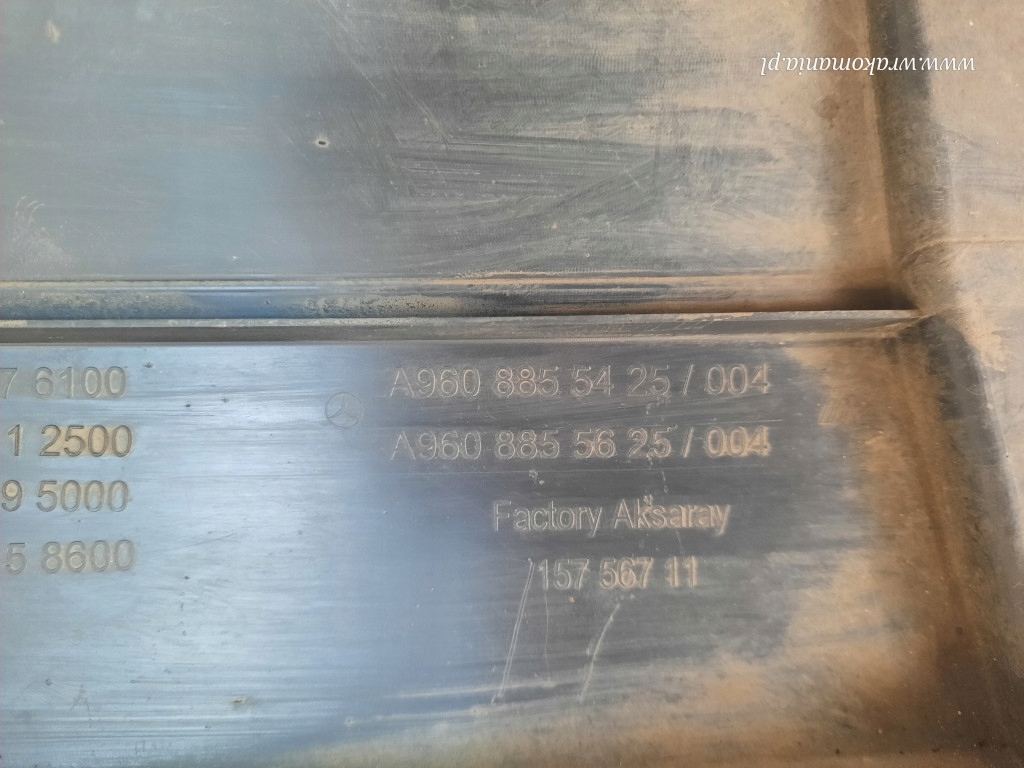 www.wrakomania.pl
7 6100
1 2500
9 5000
5 8600
A960 885 54 25 / 004
A960 885 56 25 / 004
Factory Aksaray
157 567 11